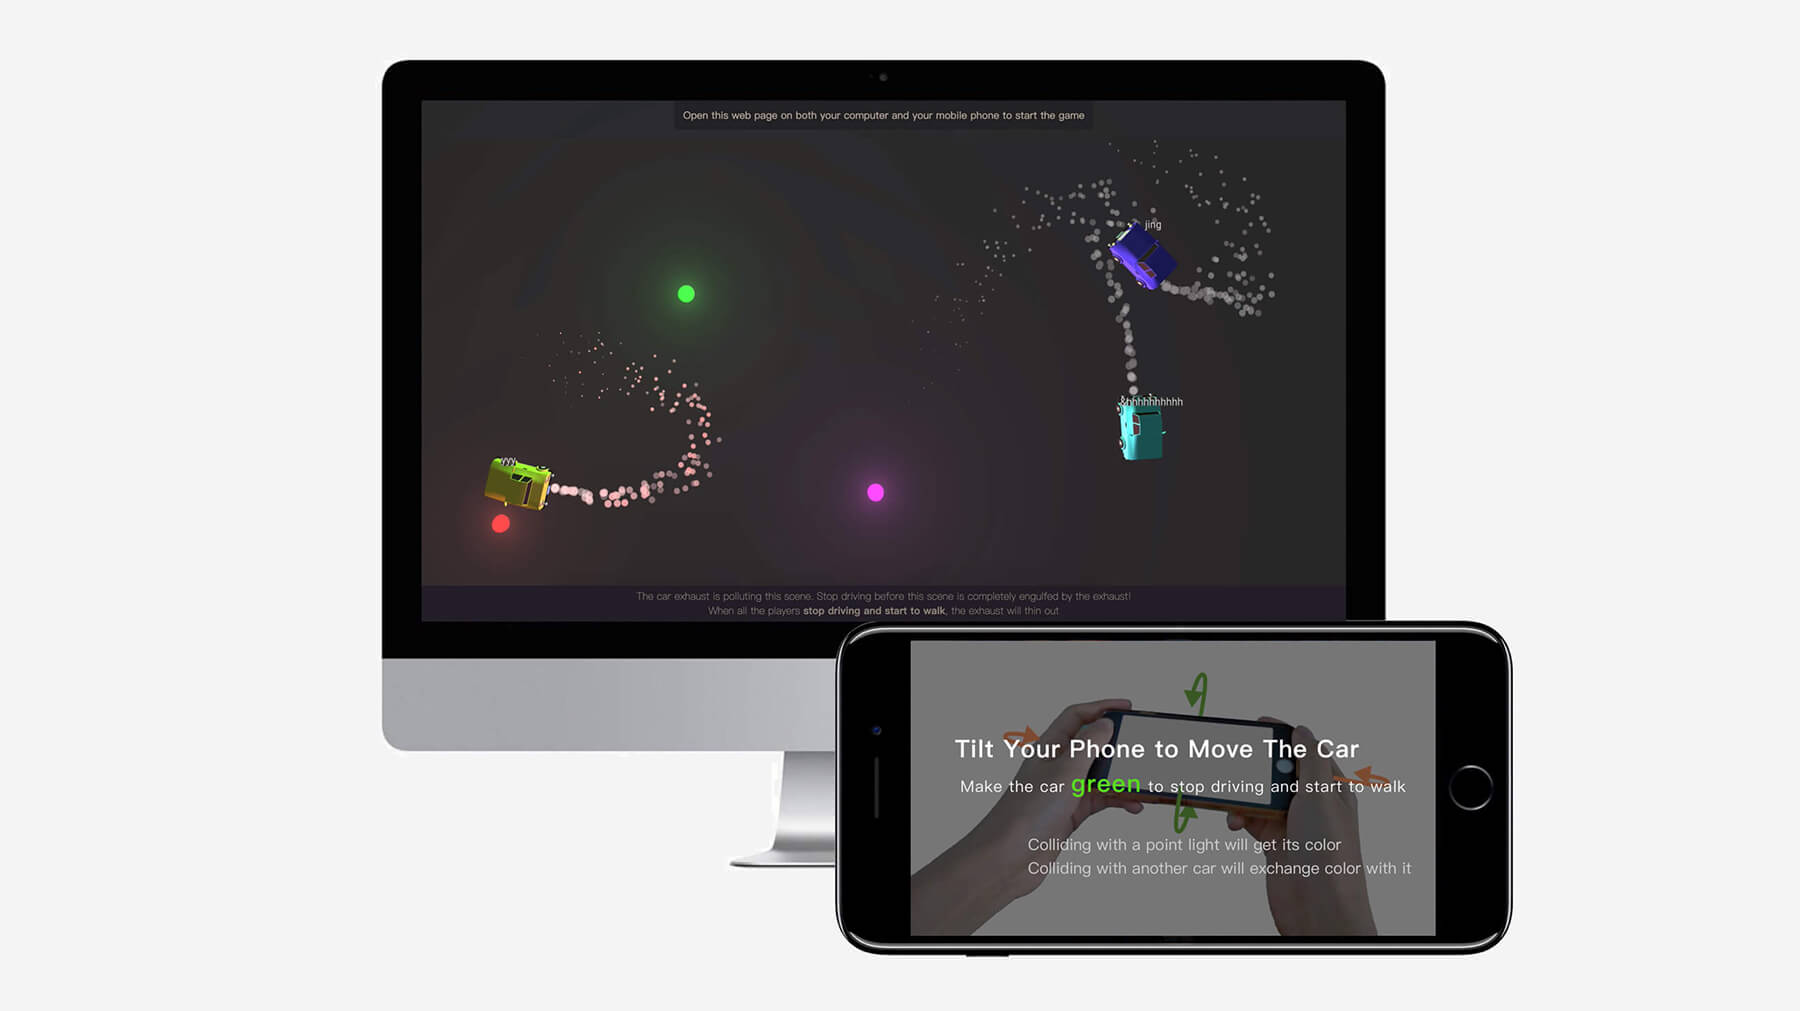 Open this web page on both your computer and your mobile phone to start the game
jing
yyy
The car exhaust is polluting this scene. Stop driving before this scene is completely engulfed by the exhaust!
When all the players stop driving and start to walk, the exhaust will thin out
Tilt Your Phone to Move The Car
Make the car green to stop driving and start to walk
Colliding with a point light will get its color
Colliding with another car will exchange color with it